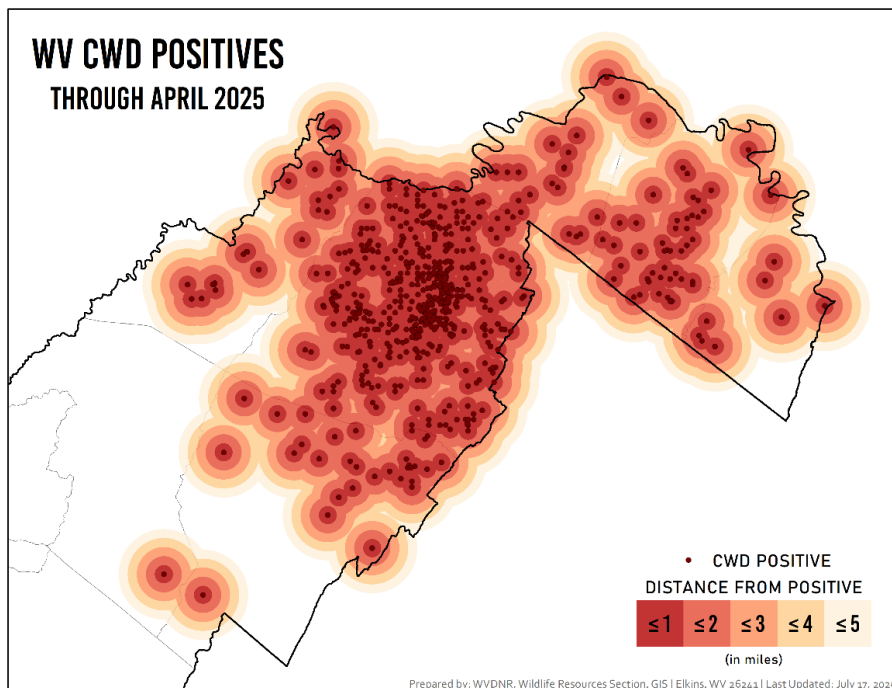 WV CWD POSITIVES
THROUGH APRIL 2025
CWD POSITIVE
DISTANCE FROM POSITIVE
≤ 1 ≤ 2 ≤ 3 ≤ 4 ≤ 5
(in miles)
Prepared by: WVDNR, Wildlife Resources Section, GIS | Elkins, WV 26241 | Last Updated: July 17,